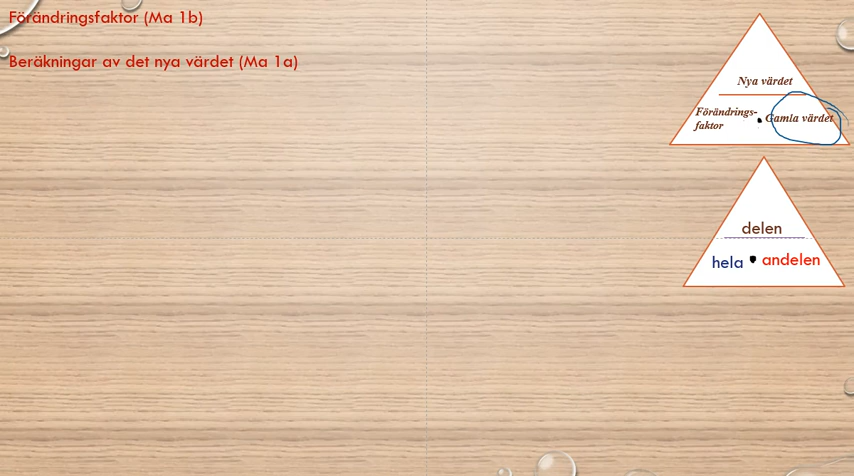 Förändringsfaktor (Ma 1b)
Beräkningar av det nya värdet (Ma 1a)
Nya värdet
Förändrings-
faktor • Gamla värdet
delen
hela • andelen